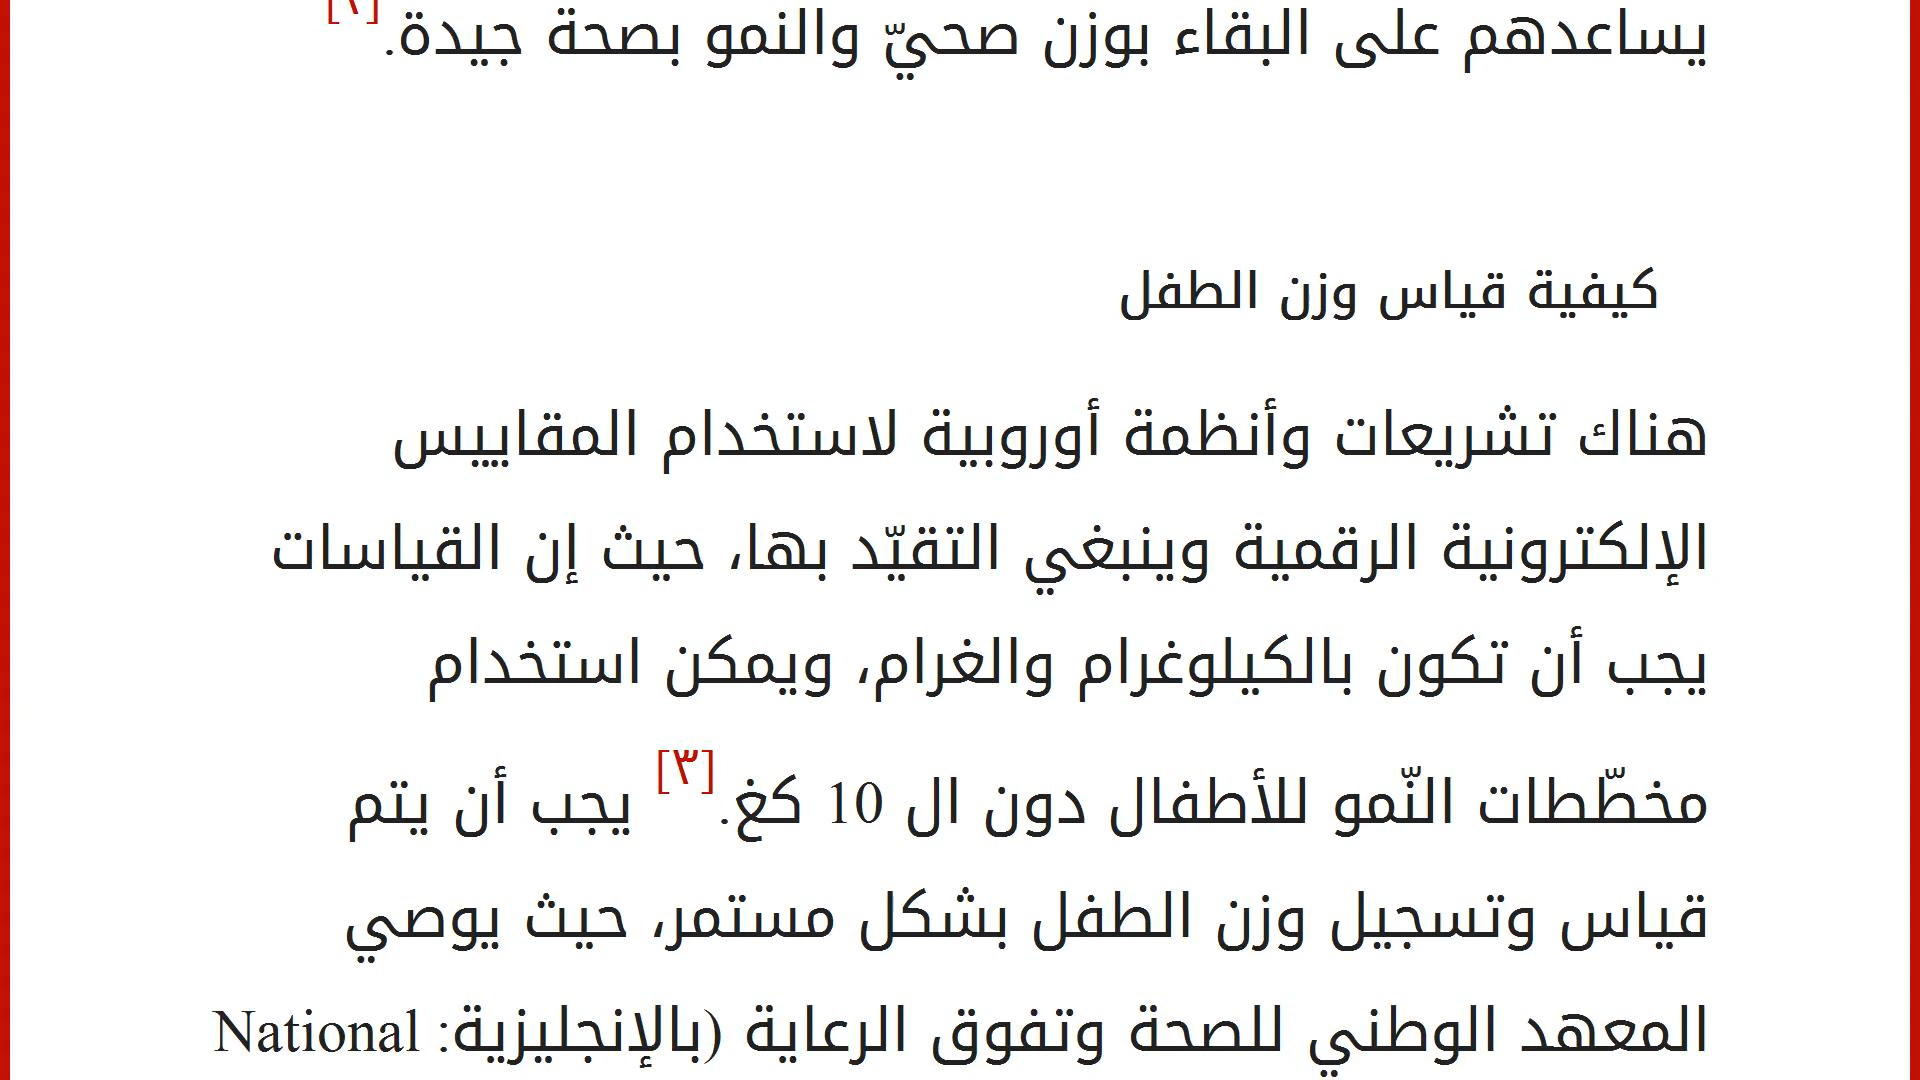 يساعدهم على البقاء بوزن صحيّ والنمو بصحة جيدة.
كيفية قياس وزن الطفل
هناك تشريعات وأنظمة أوروبية لاستخدام المقاييس
الإلكترونية الرقمية وينبغي التقيّد بها، حيث إن القياسات
يجب أن تكون بالكيلوغرام والغرام، ويمكن استخدام
مخطّطات النّمو للأطفال دون ال 10 كغ.[٣] يجب أن يتم
قياس وتسجيل وزن الطفل بشكل مستمر، حيث يوصي
المعهد الوطني للصحة وتفوق الرعاية (بالإنجليزية: National